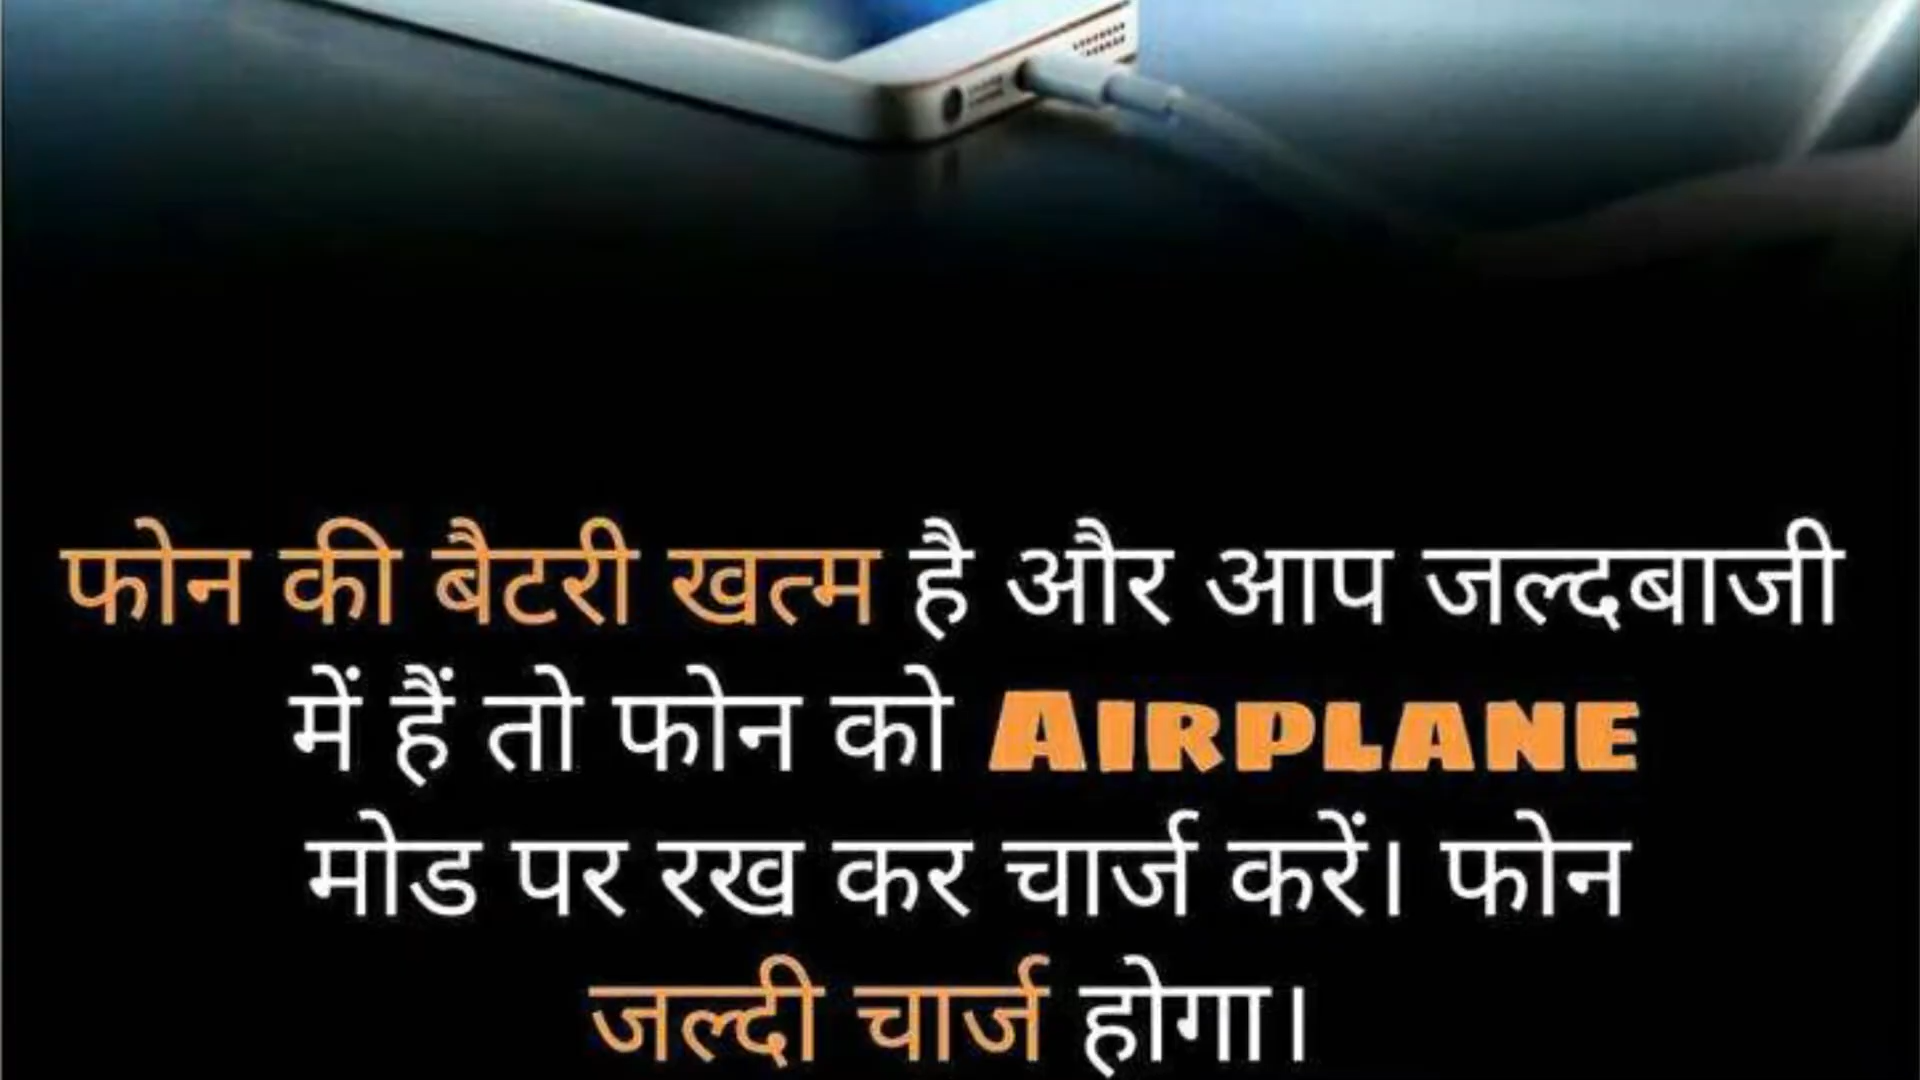 फोन की बैटरी खत्म है और आप जल्दबाजी
में हैं तो फोन को AIRPLANE
मोड पर रख कर चार्ज करें। फोन
जल्दी चार्ज होगा।